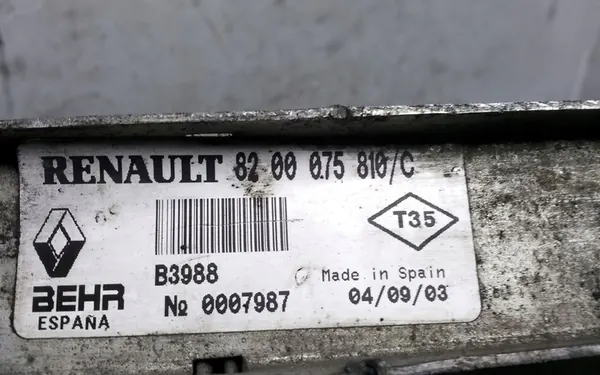 RENAULT 82 00 075 810/C
T35
B3988
Made in Spain
BEHR
№ 0007987
04/09/03
ESPAÑA